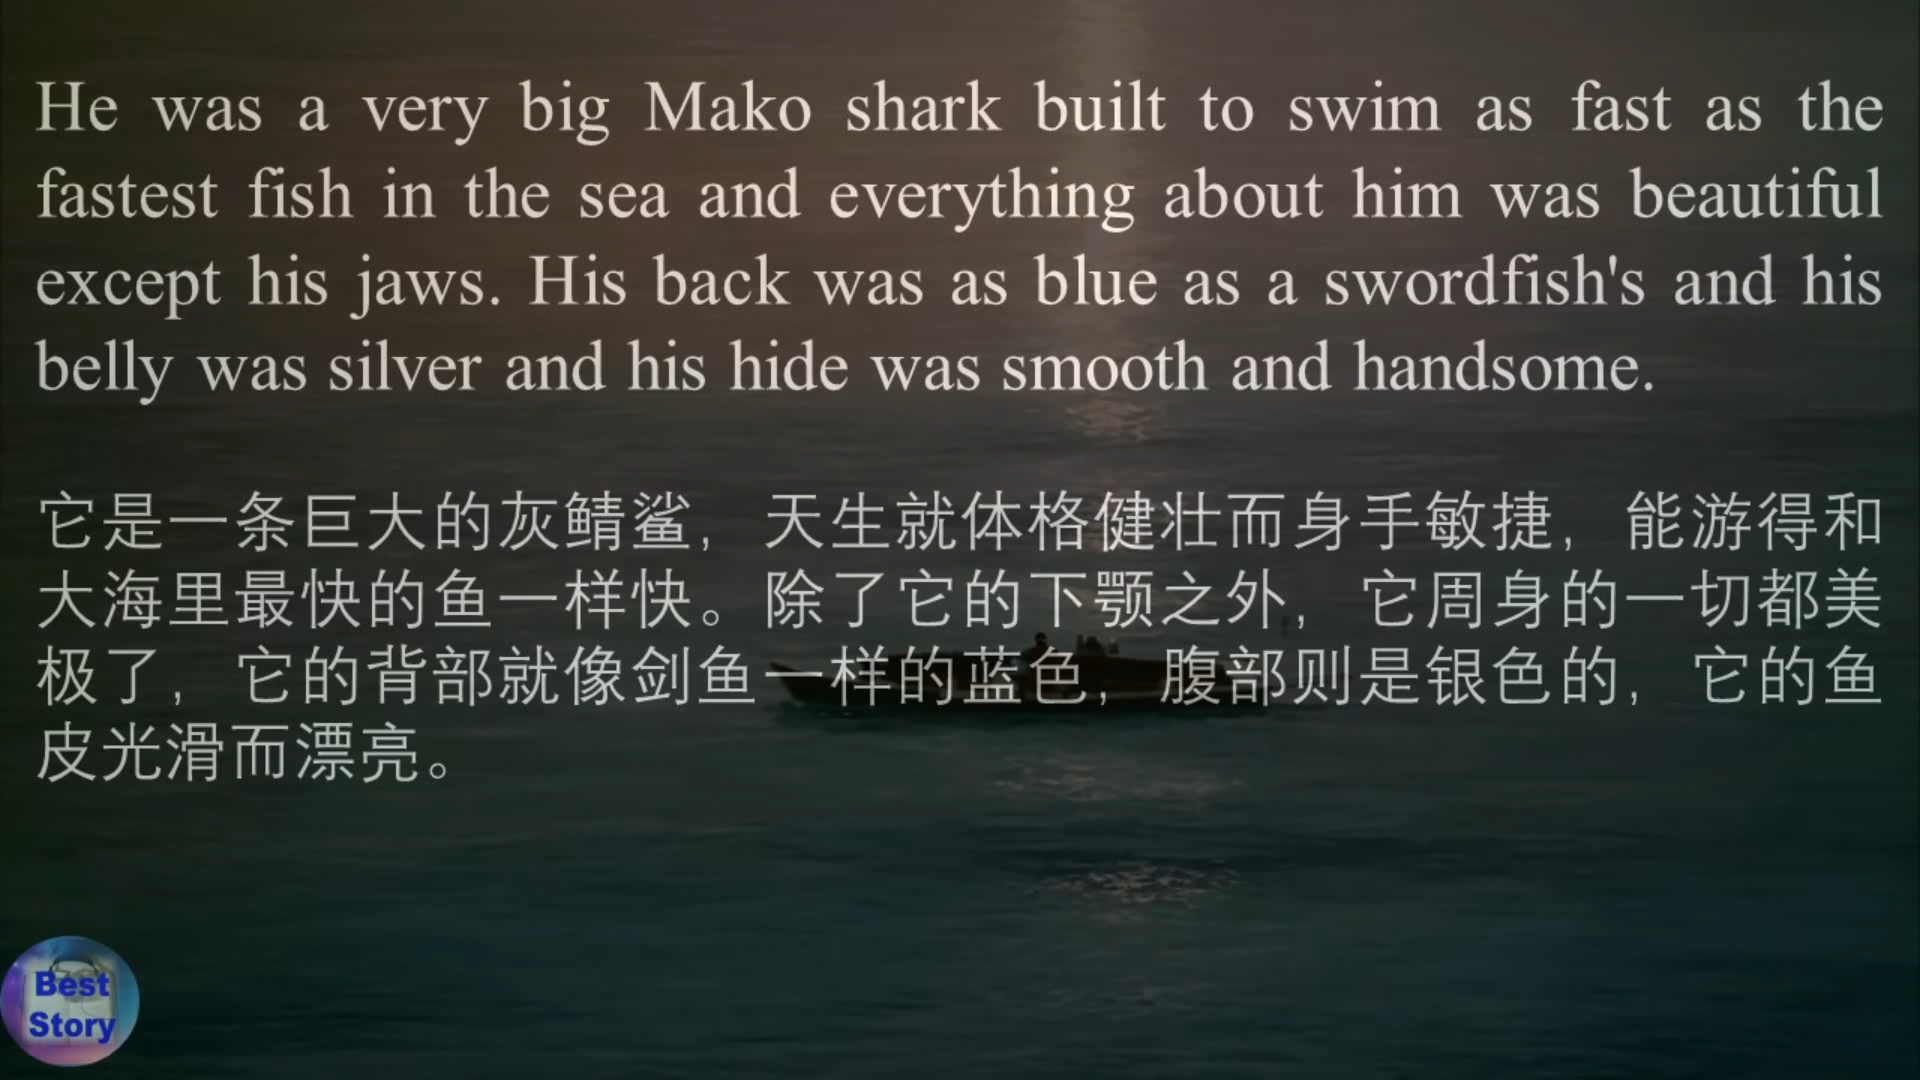 He was a very big Mako shark built to swim as fast as the
fastest fish in the sea and everything about him was beautiful
except his jaws. His back was as blue as a swordfish's and his
belly was silver and his hide was smooth and handsome.
它是一条巨大的灰鲭鲨，天生就体格健壮而身手敏捷，能游得和
大海里最快的鱼一样快。除了它的下颚之外，它周身的一切都美
极了，它的背部就像剑鱼一样的蓝色，腹部则是银色的，它的鱼
皮光滑而漂亮。
Best
Story